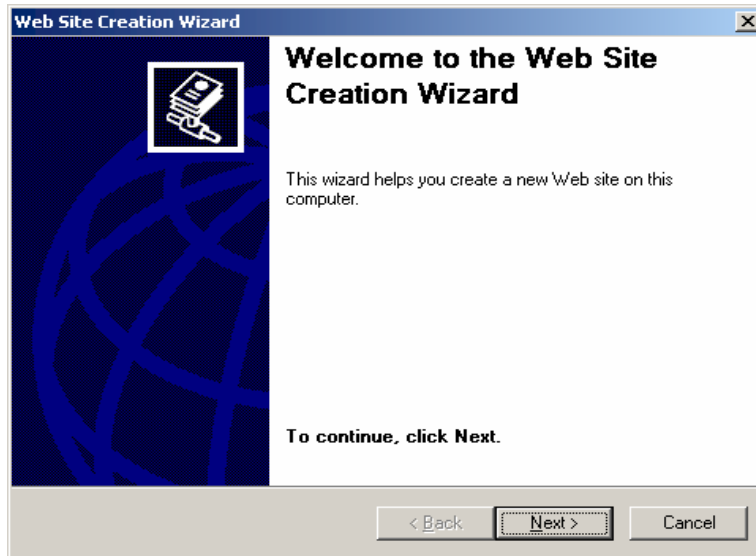 Web Site Creation Wizard
Welcome to the Web Site
Creation Wizard
This wizard helps you create a new Web site on this
computer.
To continue, click Next.
< Back
Next >
Cancel